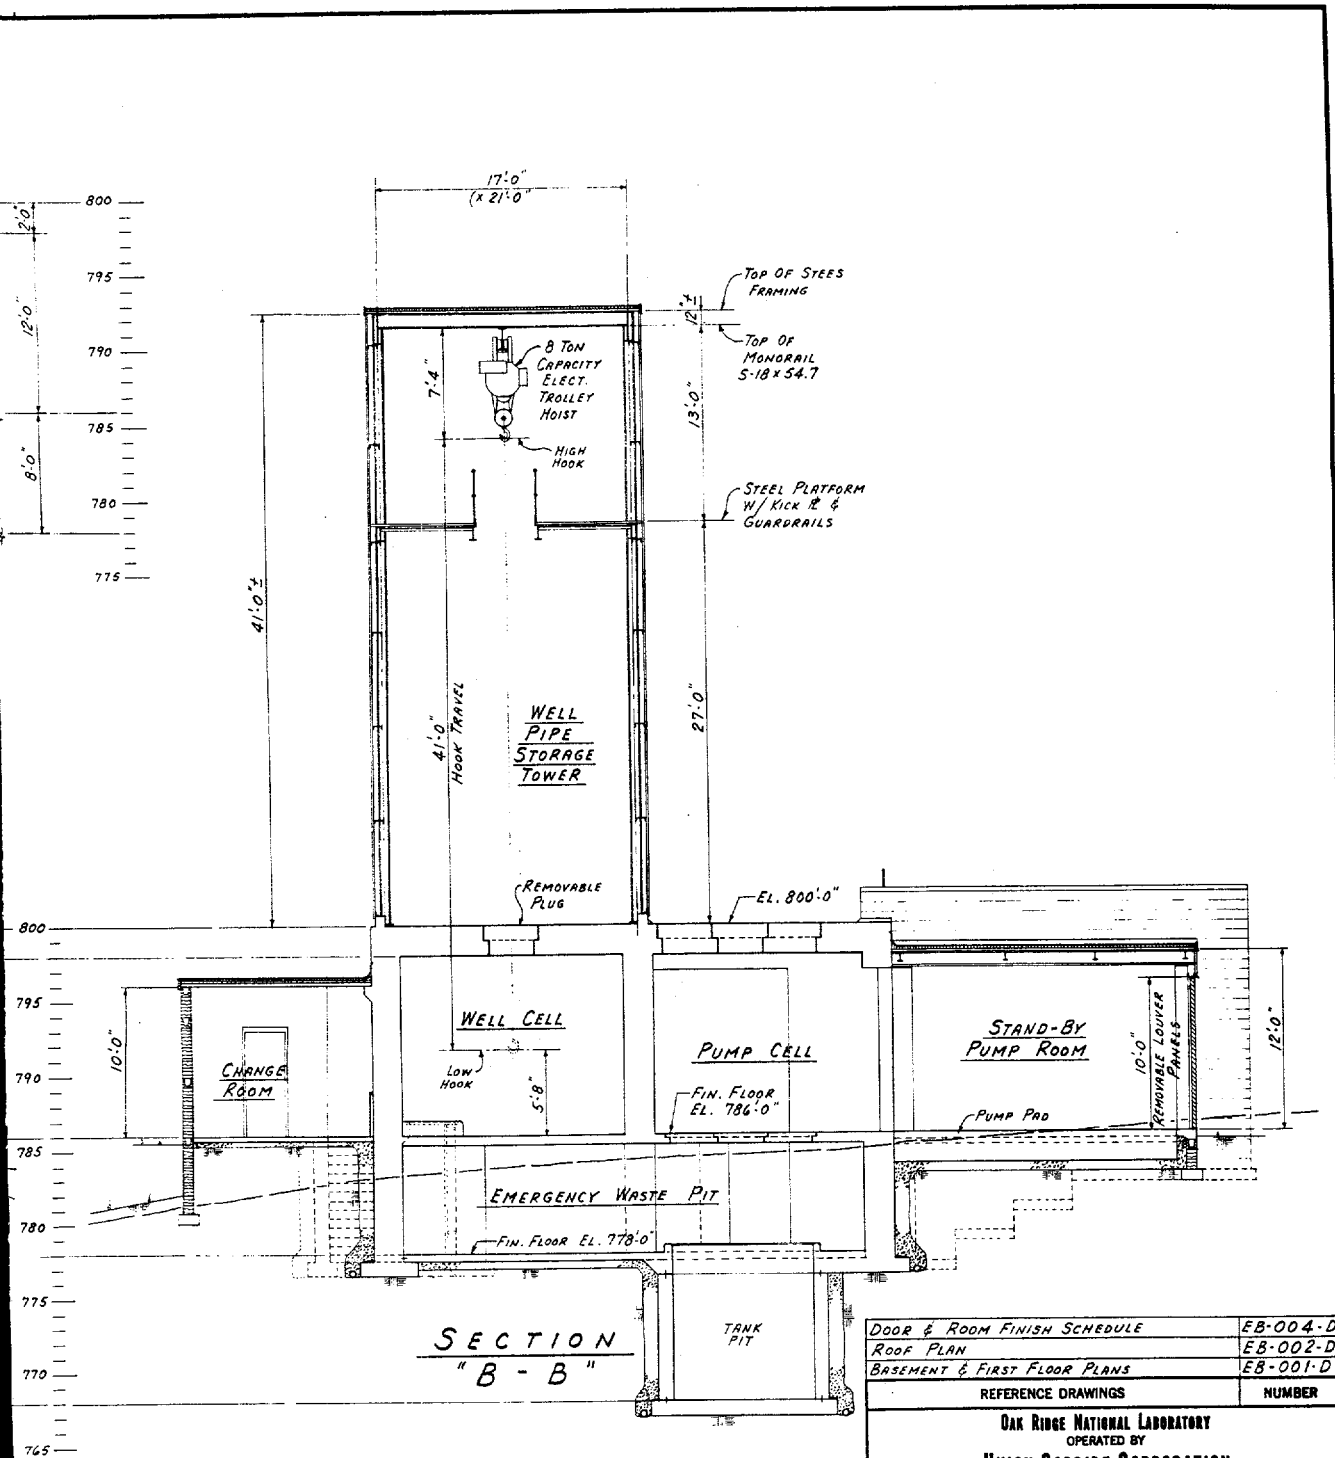 17'-0"
(x 21'-0"
800
2'-0"
795
12'-0"
790
785
8'-0"
780
775
TOP OF STEES
FRAMING
12"±
TOP OF
MONORAIL
S-18 x 54.7
8 TON
CAPACITY
ELECT.
TROLLEY
HOIST
7'-4"
13'-0"
HIGH
HOOK
STEEL PLATFORM
W/ KICK PL &
GUARDRAILS
41'-0"±
41'-0"
HOOK TRAVEL
27'-0"
WELL
PIPE
STORAGE
TOWER
REMOVABLE
PLUG
EL. 800'-0"
800
795
790
785
780
775
770
765
10'-0"
CHANGE
ROOM
WELL CELL
LOW
HOOK
5'-8"
PUMP CELL
FIN. FLOOR
EL. 786'-0"
STAND-BY
PUMP ROOM
10'-0"
REMOVABLE LOUVER
PANELS
12'-0"
PUMP PAD
EMERGENCY WASTE PIT
FIN. FLOOR EL. 778'-0"
TANK
PIT
SECTION
"B - B"
DOOR & ROOM FINISH SCHEDULE EB-004-D
ROOF PLAN EB-002-D
BASEMENT & FIRST FLOOR PLANS EB-001-D
REFERENCE DRAWINGS NUMBER
OAK RIDGE NATIONAL LABORATORY
OPERATED BY
UNION CARBIDE CORPORATION